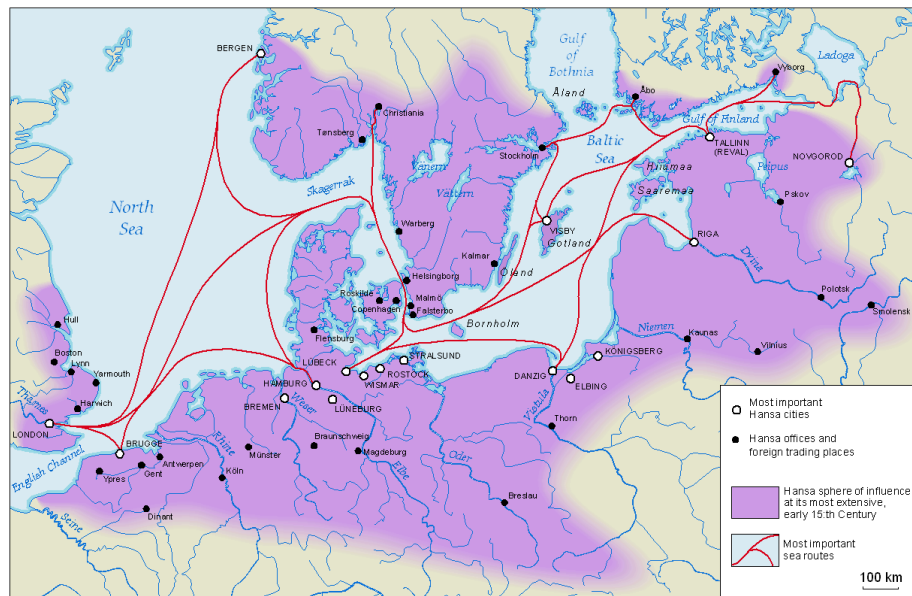 BERGEN
Gulf
of
Bothnia
Åland
Ladoga
Vyborg
Åbo
Christiania
Gulf of Finland
Tønsberg
Stockholm
Baltic
Sea
TALLINN
(REVAL)
NOVGOROD
Vänern
Hiiumaa
Peipus
Skagerrak
Vättern
Saaremaa
North
Sea
Pskov
Warberg
VISBY
Gotland
RIGA
Kalmar
Öland
Düna
Helsingborg
Roskilde
Copenhagen
Malmö
Falsterbo
Polotsk
Smolensk
Hull
Flensburg
Bornholm
Niemen
Kaunas
Vilnius
Boston
Lynn
Yarmouth
Harwich
LÜBECK
STRALSUND
ROSTOCK
WISMAR
DANZIG
KÖNIGSBERG
ELBING
HAMBURG
BREMEN
Weser
LÜNEBURG
Thames
LONDON
Vistula
Thorn
English Channel
BRUGGE
Rhine
Münster
Braunschweig
Magdeburg
Elbe
Oder
Ypres
Gent
Antwerpen
Köln
Breslau
Dinant
Seine
Most important
Hansa cities
Hansa offices and
foreign trading places
Hansa sphere of influence
at its most extensive,
early 15:th Century
Most important
sea routes
100 km